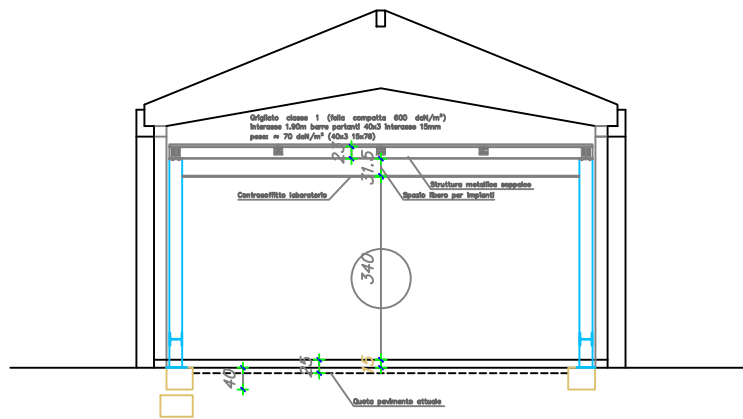 Grigliato classe 1 (folla compatta 600 daN/m²)
Interasse 1.90m barre portanti 40x3 interasse 15mm
peso: ≈ 70 daN/m² (40x3 15x76)
31.5
Struttura metallica soppalco
Controsoffitto laboratorio
Spazio libero per impianti
340
25
15
40
Quota pavimento attuale